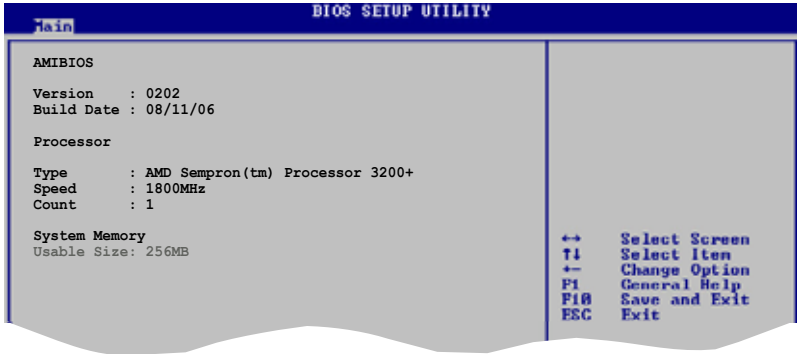 BIOS SETUP UTILITY
Main
AMIBIOS
Version : 0202
Build Date : 08/11/06
Processor
Type : AMD Sempron(tm) Processor 3200+
Speed : 1800MHz
Count : 1
System Memory
Usable Size: 256MB
←→ Select Screen
↑↓ Select Item
+- Change Option
F1 General Help
F10 Save and Exit
ESC Exit